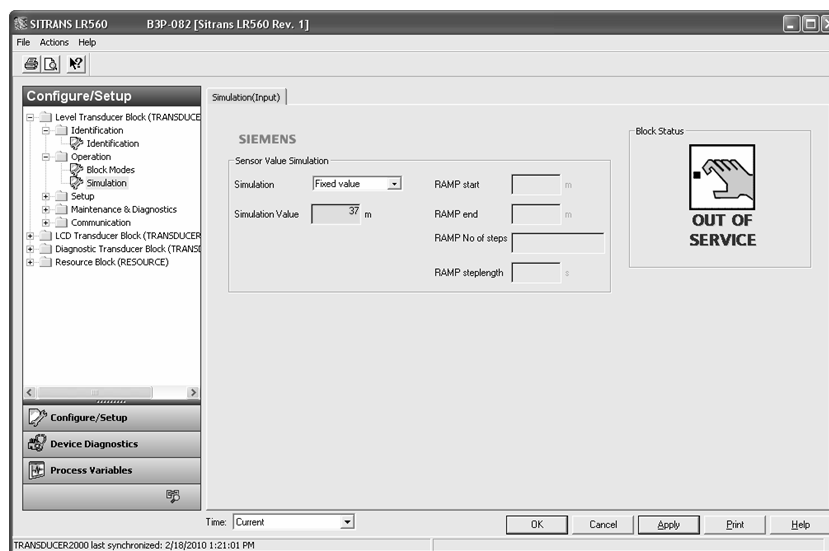 SITRANS LR560 B3P-082 [Sitrans LR560 Rev. 1]
File Actions Help
Configure/Setup
Level Transducer Block (TRANSDUCE
Identification
Identification
Operation
Block Modes
Simulation
Setup
Maintenance & Diagnostics
Communication
LCD Transducer Block (TRANSDUCER
Diagnostic Transducer Block (TRANSI
Resource Block (RESOURCE)
Configure/Setup
Device Diagnostics
Process Variables
Simulation(Input)
SIEMENS
Sensor Value Simulation
Simulation Fixed value
Simulation Value 37 m
RAMP start m
RAMP end m
RAMP No of steps
RAMP steplength s
Block Status
OUT OF
SERVICE
Time: Current
OK Cancel Apply Print Help
TRANSDUCER2000 last synchronized: 2/18/2010 1:21:01 PM